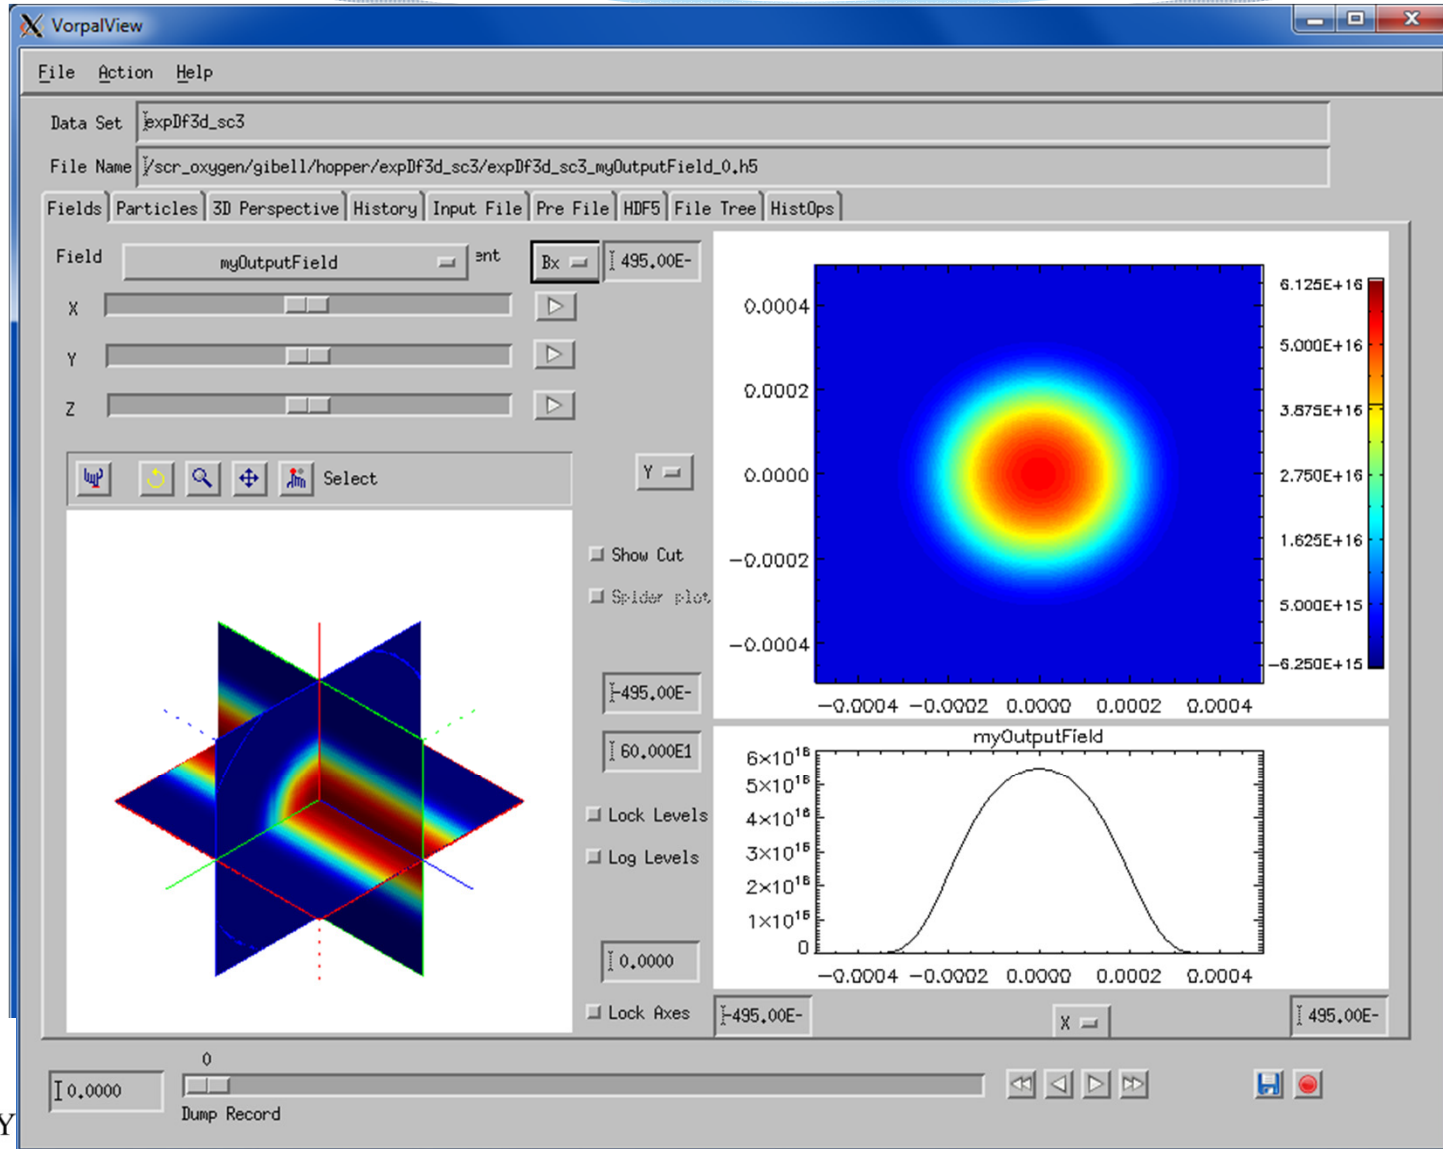 VorpalView
File Action Help
Data Set expDf3d_sc3
File Name /scr_oxygen/gibell/hopper/expDf3d_sc3/expDf3d_sc3_myOutputField_0.h5
Fields Particles 3D Perspective History Input File Pre File HDF5 File Tree HistOps
Field myOutputField ent Bx 495.00E-
X
Y
Z
Select
Y
Show Cut
Spider plot
-495.00E-
60.000E1
Lock Levels
Log Levels
0.0000
Lock Axes
0.0004
0.0002
0.0000
-0.0002
-0.0004
-0.0004 -0.0002 0.0000 0.0002 0.0004
6.125E+16
5.000E+16
3.875E+16
2.750E+16
1.625E+16
5.000E+15
-6.250E+15
myOutputField
6×10¹⁶
5×10¹⁶
4×10¹⁶
3×10¹⁶
2×10¹⁶
1×10¹⁶
0
-0.0004 -0.0002 0.0000 0.0002 0.0004
-495.00E- X 495.00E-
0
0.0000
Dump Record
Y